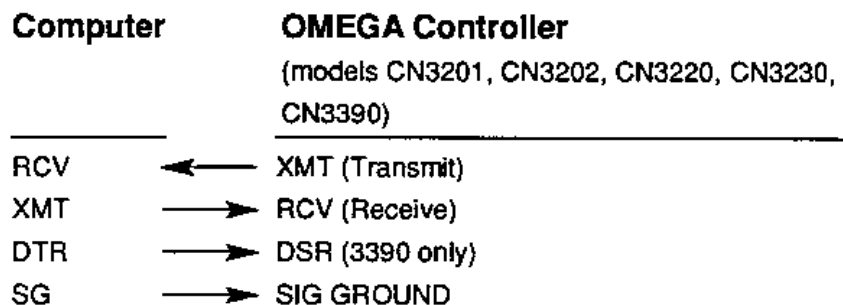 Computer OMEGA Controller
(models CN3201, CN3202, CN3220, CN3230,
CN3390)
RCV XMT (Transmit)
XMT RCV (Receive)
DTR DSR (3390 only)
SG SIG GROUND